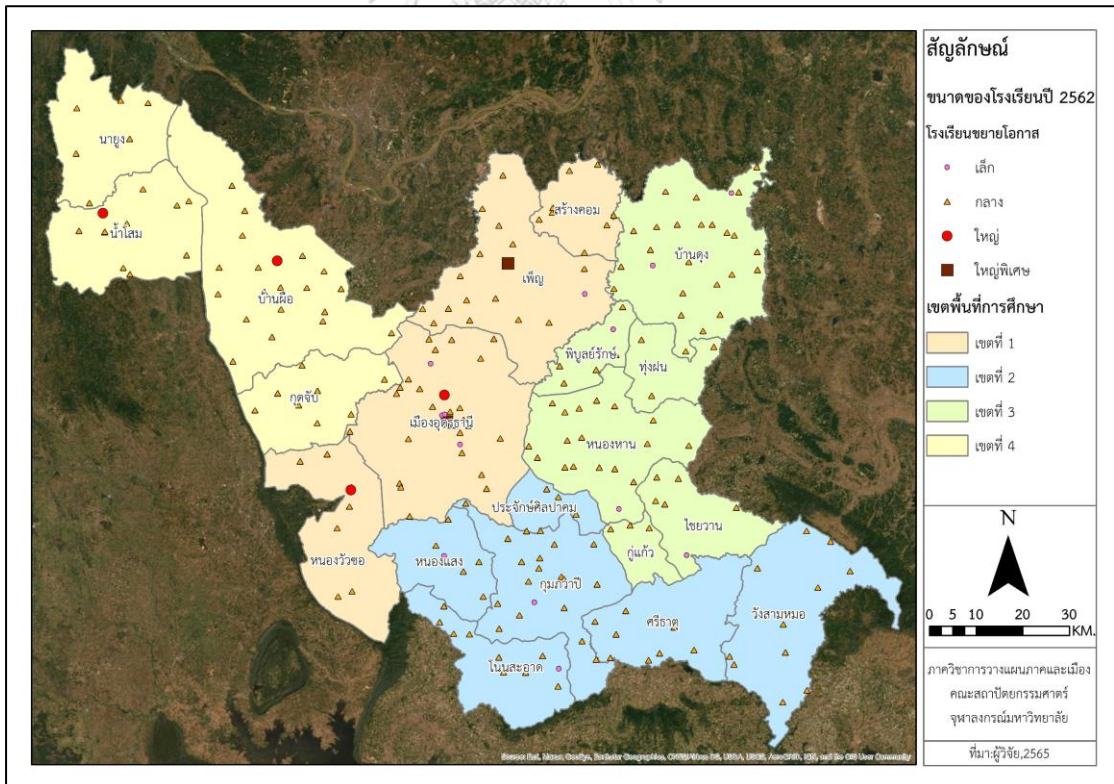 สัญลักษณ์
ขนาดของโรงเรียนปี 2562
โรงเรียนขยายโอกาส
เล็ก
กลาง
ใหญ่
ใหญ่พิเศษ
เขตพื้นที่การศึกษา
เขตที่ 1
เขตที่ 2
เขตที่ 3
เขตที่ 4
N
0 5 10 20 30
KM.
ภาควิชาการวางแผนภาคและเมือง
คณะสถาปัตยกรรมศาตร์
จุฬาลงกรณ์มหาวิทยาลัย
ที่มา:ผู้วิจัย,2565
นายูง
น้ำโสม
บ้านผือ
กุดจับ
สร้างคอม
เพ็ญ
บ้านดุง
พิบูลย์รักษ์
ทุ่งฝน
เมืองอุดรธานี
หนองหาน
หนองวัวซอ
ประจักษ์ศิลปาคม
ไชยวาน
กู่แก้ว
หนองแสง
กุมภวาปี
ศรีธาตุ
วังสามหมอ
โนนสะอาด